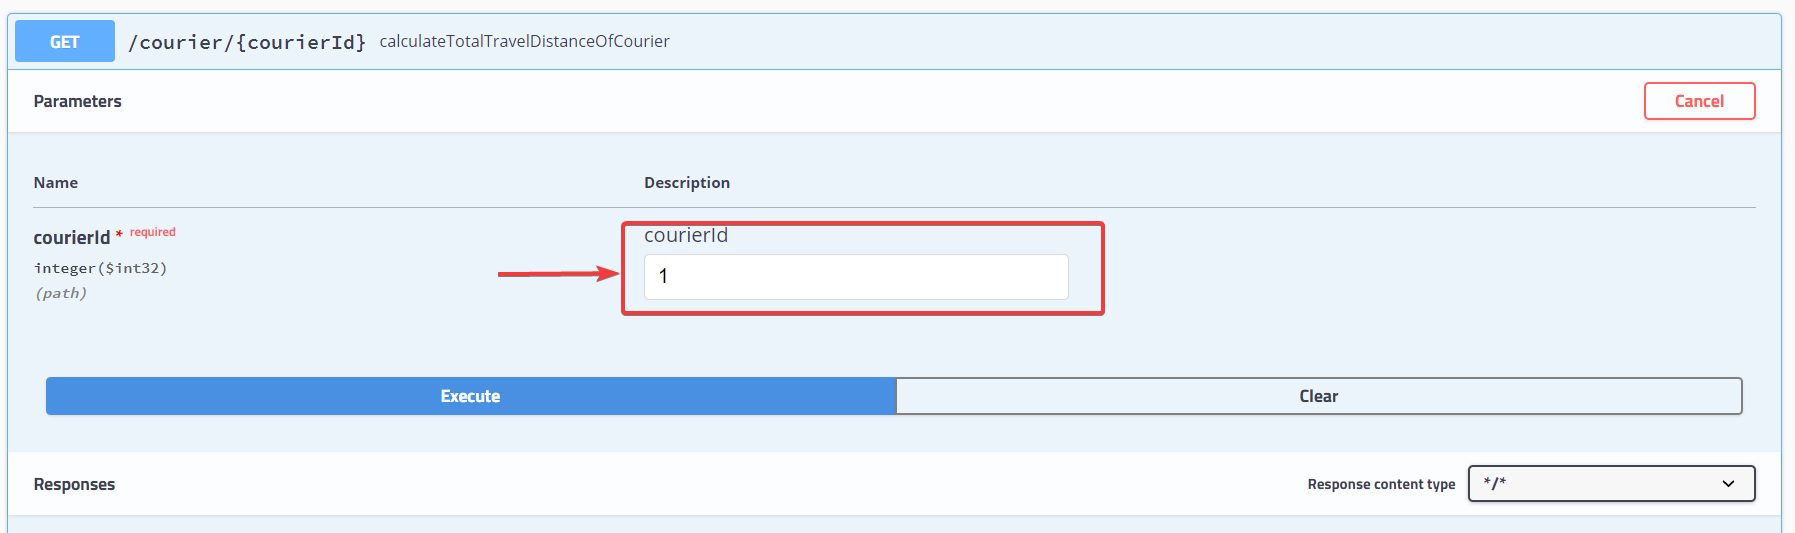 GET /courier/{courierId} calculateTotalTravelDistanceOfCourier
Parameters Cancel
Name Description
courierId * required courierId
integer($int32) 1
(path)
Execute Clear
Responses Response content type */*